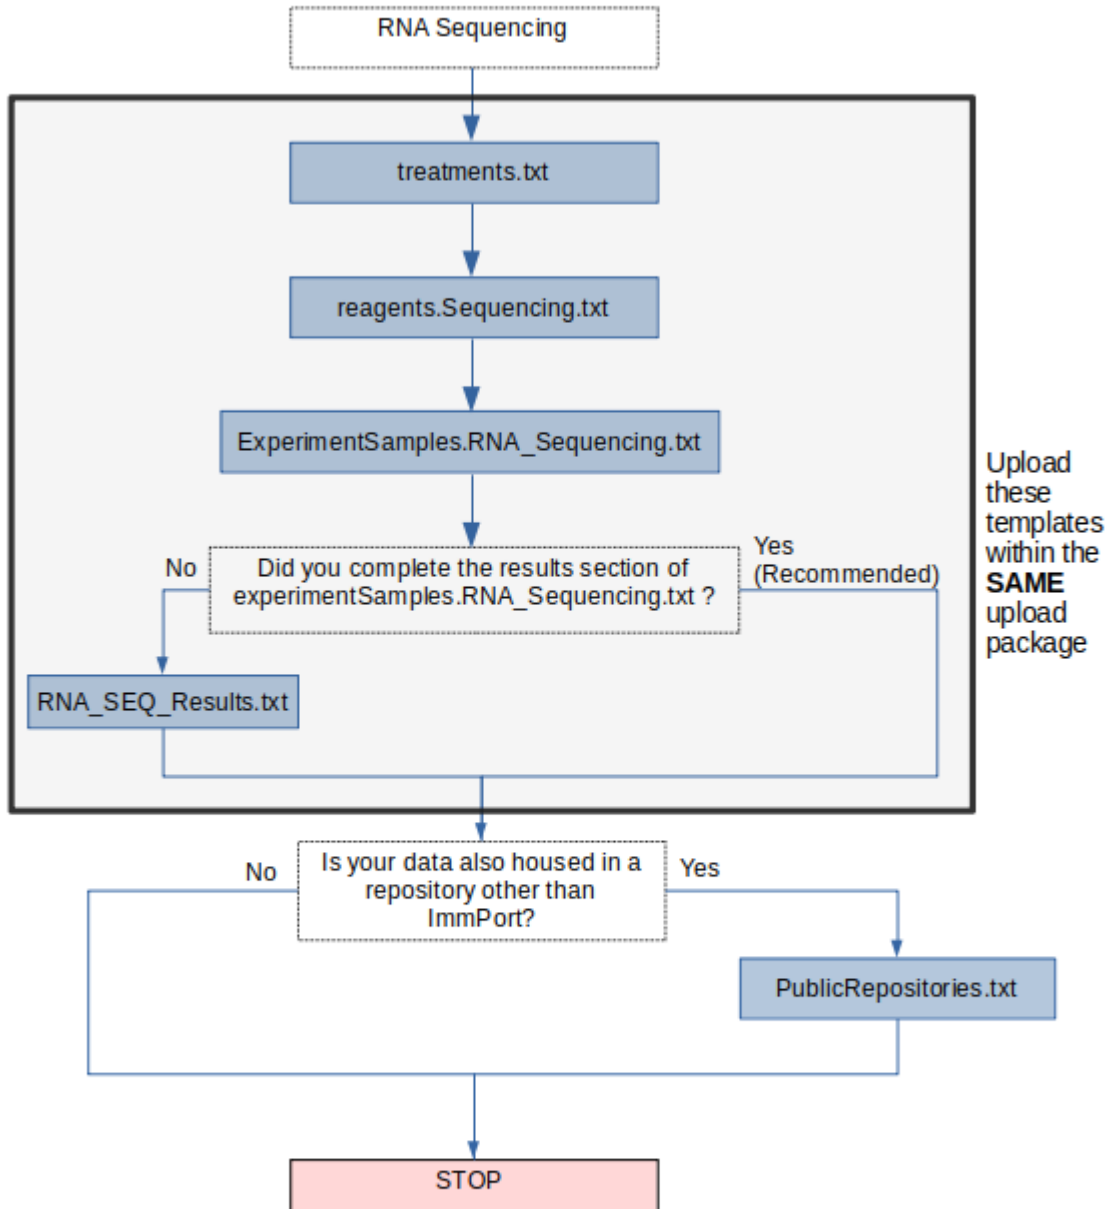 RNA Sequencing
treatments.txt
reagents.Sequencing.txt
ExperimentSamples.RNA_Sequencing.txt
Did you complete the results section of
experimentSamples.RNA_Sequencing.txt ?
No
Yes
(Recommended)
RNA_SEQ_Results.txt
Upload
these
templates
within the
SAME
upload
package
Is your data also housed in a
repository other than
ImmPort?
No
Yes
PublicRepositories.txt
STOP